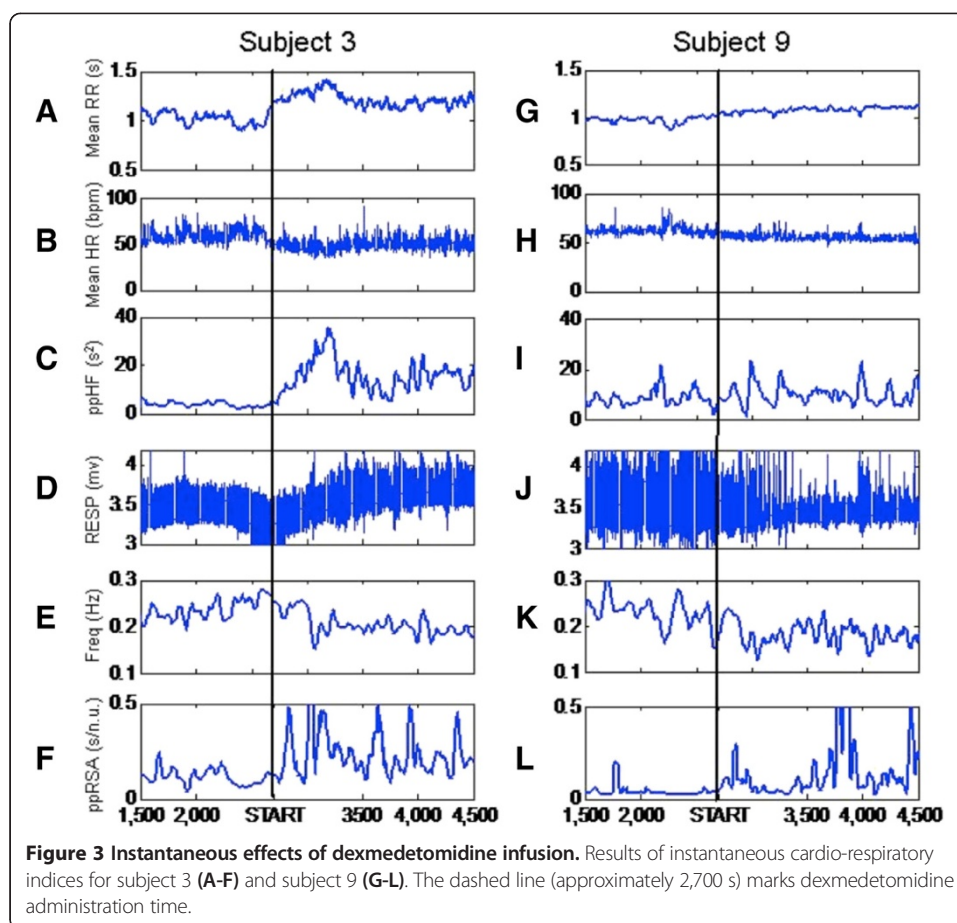 Subject 3
Subject 9
A
Mean RR (s)
1.5
1
0.5
B
Mean HR (bpm)
100
50
0
C
ppHF (s²)
40
20
0
D
RESP (mv)
4
3.5
3
E
Freq (Hz)
0.3
0.2
0.1
F
ppRSA (s/n.u.)
0.5
0
1,500 2,000 START 3500 4,000 4,500
G
1.5
1
0.5
H
100
50
0
I
40
20
0
J
4
3.5
3
K
0.3
0.2
0.1
L
0.5
0
1,500 2,000 START 3,500 4,000 4,500
Figure 3 Instantaneous effects of dexmedetomidine infusion. Results of instantaneous cardio-respiratory
indices for subject 3 (A-F) and subject 9 (G-L). The dashed line (approximately 2,700 s) marks dexmedetomidine
administration time.